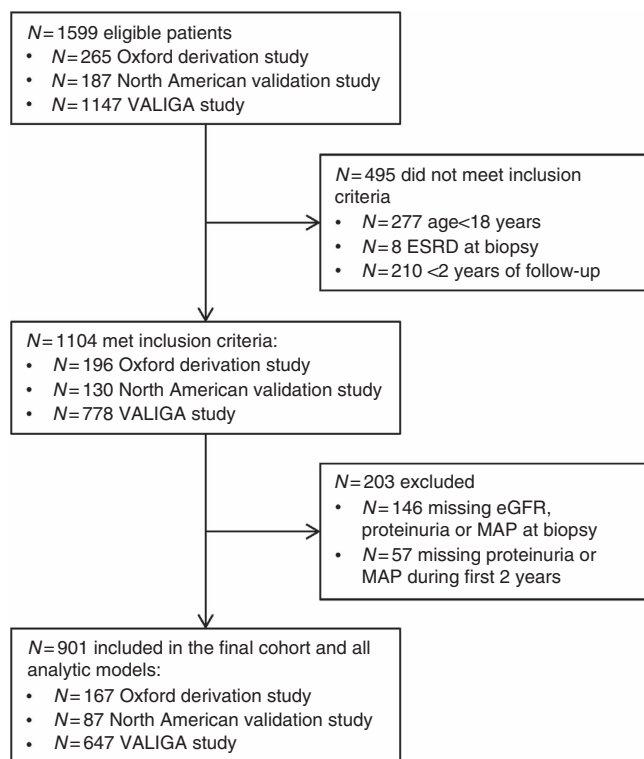 N=1599 eligible patients
• N=265 Oxford derivation study
• N=187 North American validation study
• N=1147 VALIGA study
N=495 did not meet inclusion
criteria
• N=277 age<18 years
• N=8 ESRD at biopsy
• N=210 <2 years of follow-up
N=1104 met inclusion criteria:
• N=196 Oxford derivation study
• N=130 North American validation study
• N=778 VALIGA study
N=203 excluded
• N=146 missing eGFR,
proteinuria or MAP at biopsy
• N=57 missing proteinuria or
MAP during first 2 years
N=901 included in the final cohort and all
analytic models:
• N=167 Oxford derivation study
• N=87 North American validation study
• N=647 VALIGA study